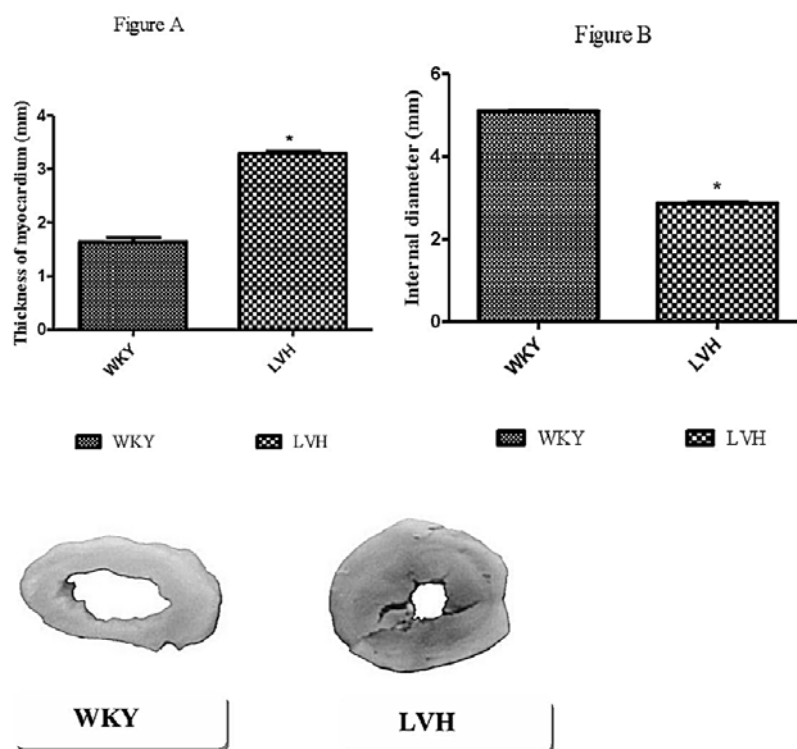 Figure A
Thickness of myocardium (mm)
4
3
2
1
0
*
WKY
LVH
WKY
LVH
Figure B
Internal diameter (mm)
6
4
2
0
*
WKY
LVH
WKY
LVH
WKY
LVH